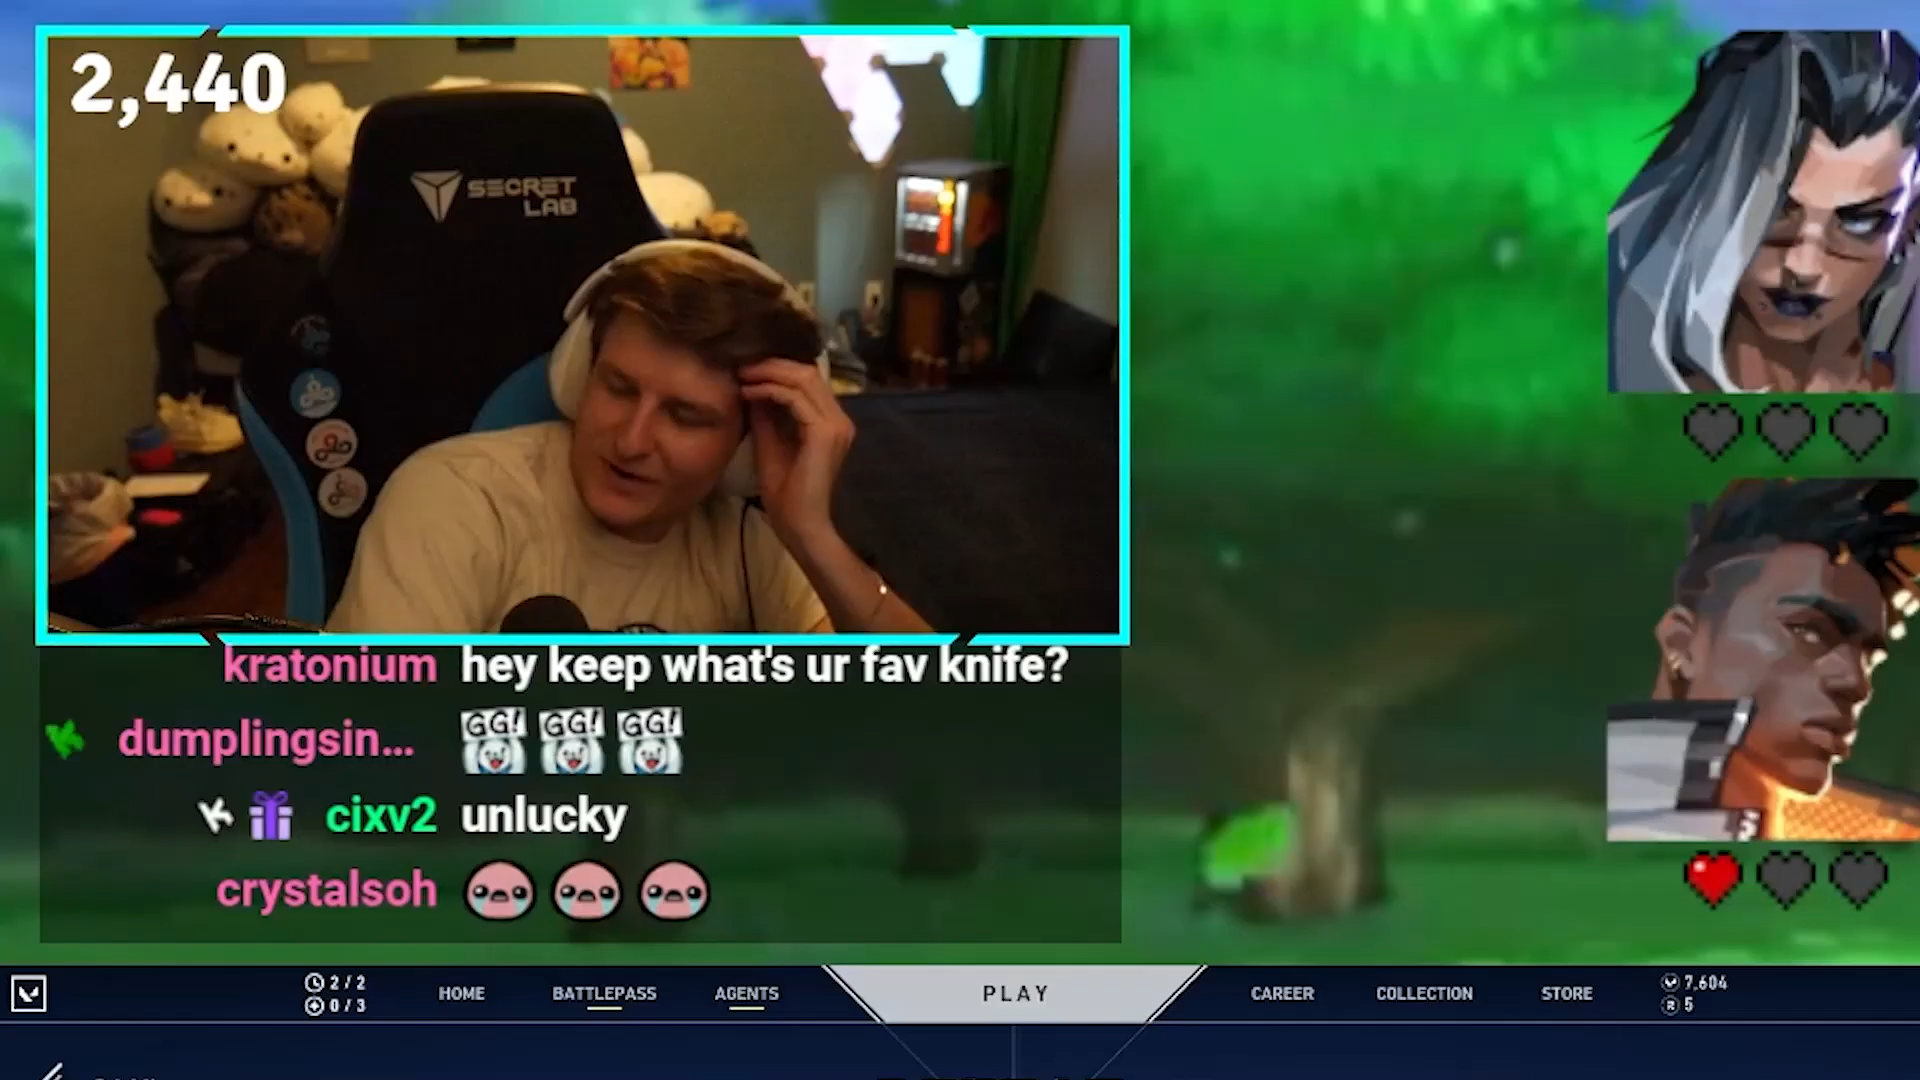 2,440
SECRET
LAB
kratonium hey keep what's ur fav knife?
dumplingsin... GG! GG! GG!
cixv2 unlucky
crystalsoh
2 / 2
0 / 3
HOME BATTLEPASS AGENTS PLAY CAREER COLLECTION STORE
7,604
R 5